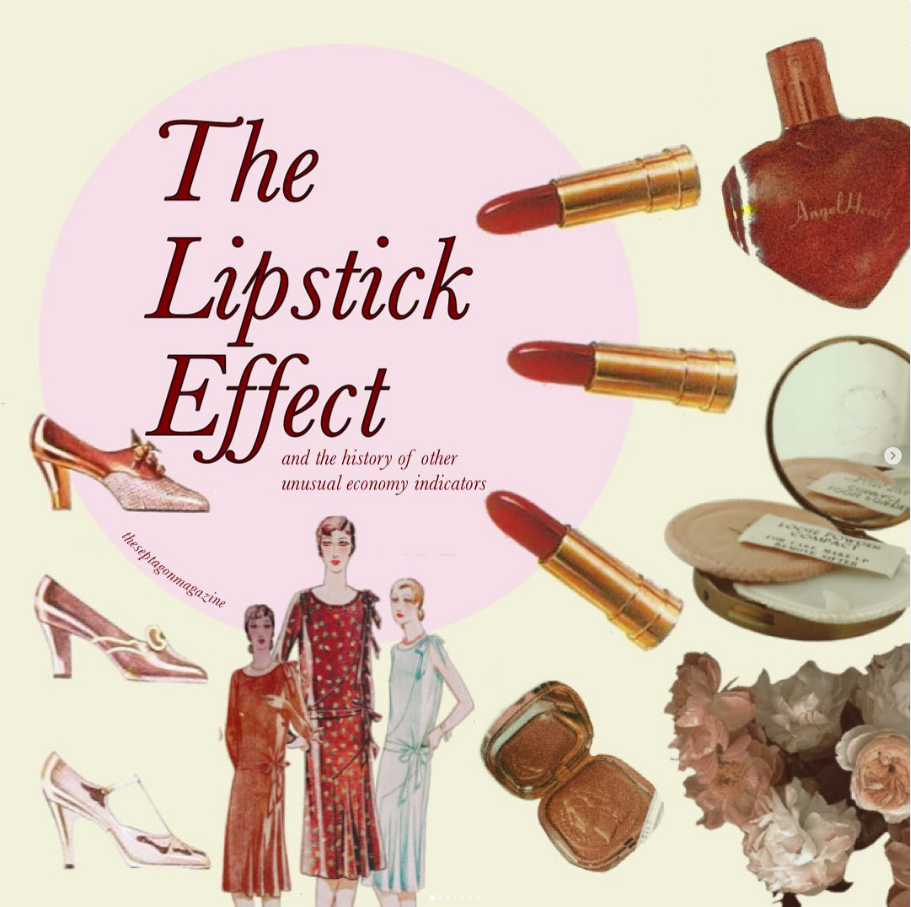 The
Lipstick
Effect
and the history of other
unusual economy indicators
theseptagonmagazine
AngelHeart
LOOSE POWDER
COMPACT